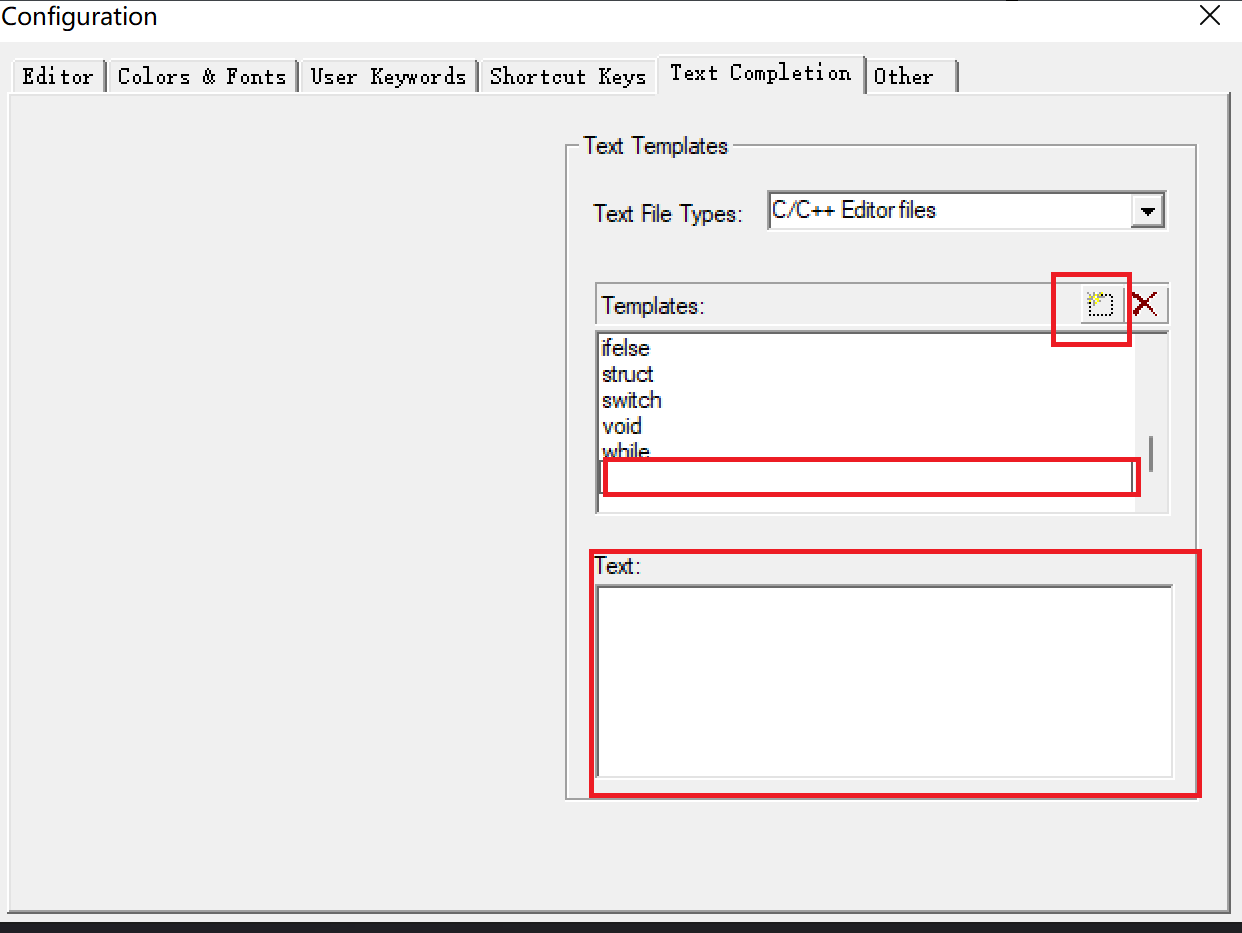 Configuration
Editor Colors & Fonts User Keywords Shortcut Keys Text Completion Other
Text Templates
Text File Types: C/C++ Editor files
Templates:
ifelse
struct
switch
void
while
Text: